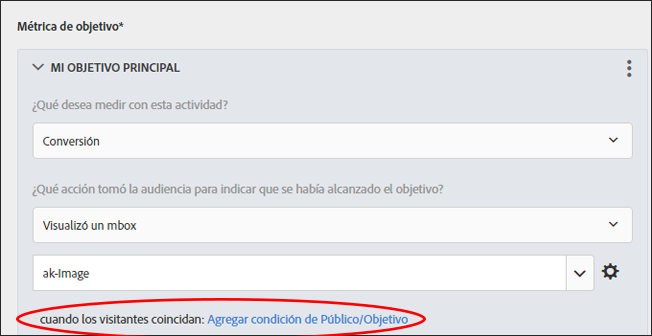 Métrica de objetivo*
MI OBJETIVO PRINCIPAL
¿Qué desea medir con esta actividad?
Conversión
¿Qué acción tomó la audiencia para indicar que se había alcanzado el objetivo?
Visualizó un mbox
ak-Image
cuando los visitantes coincidan: Agregar condición de Público/Objetivo